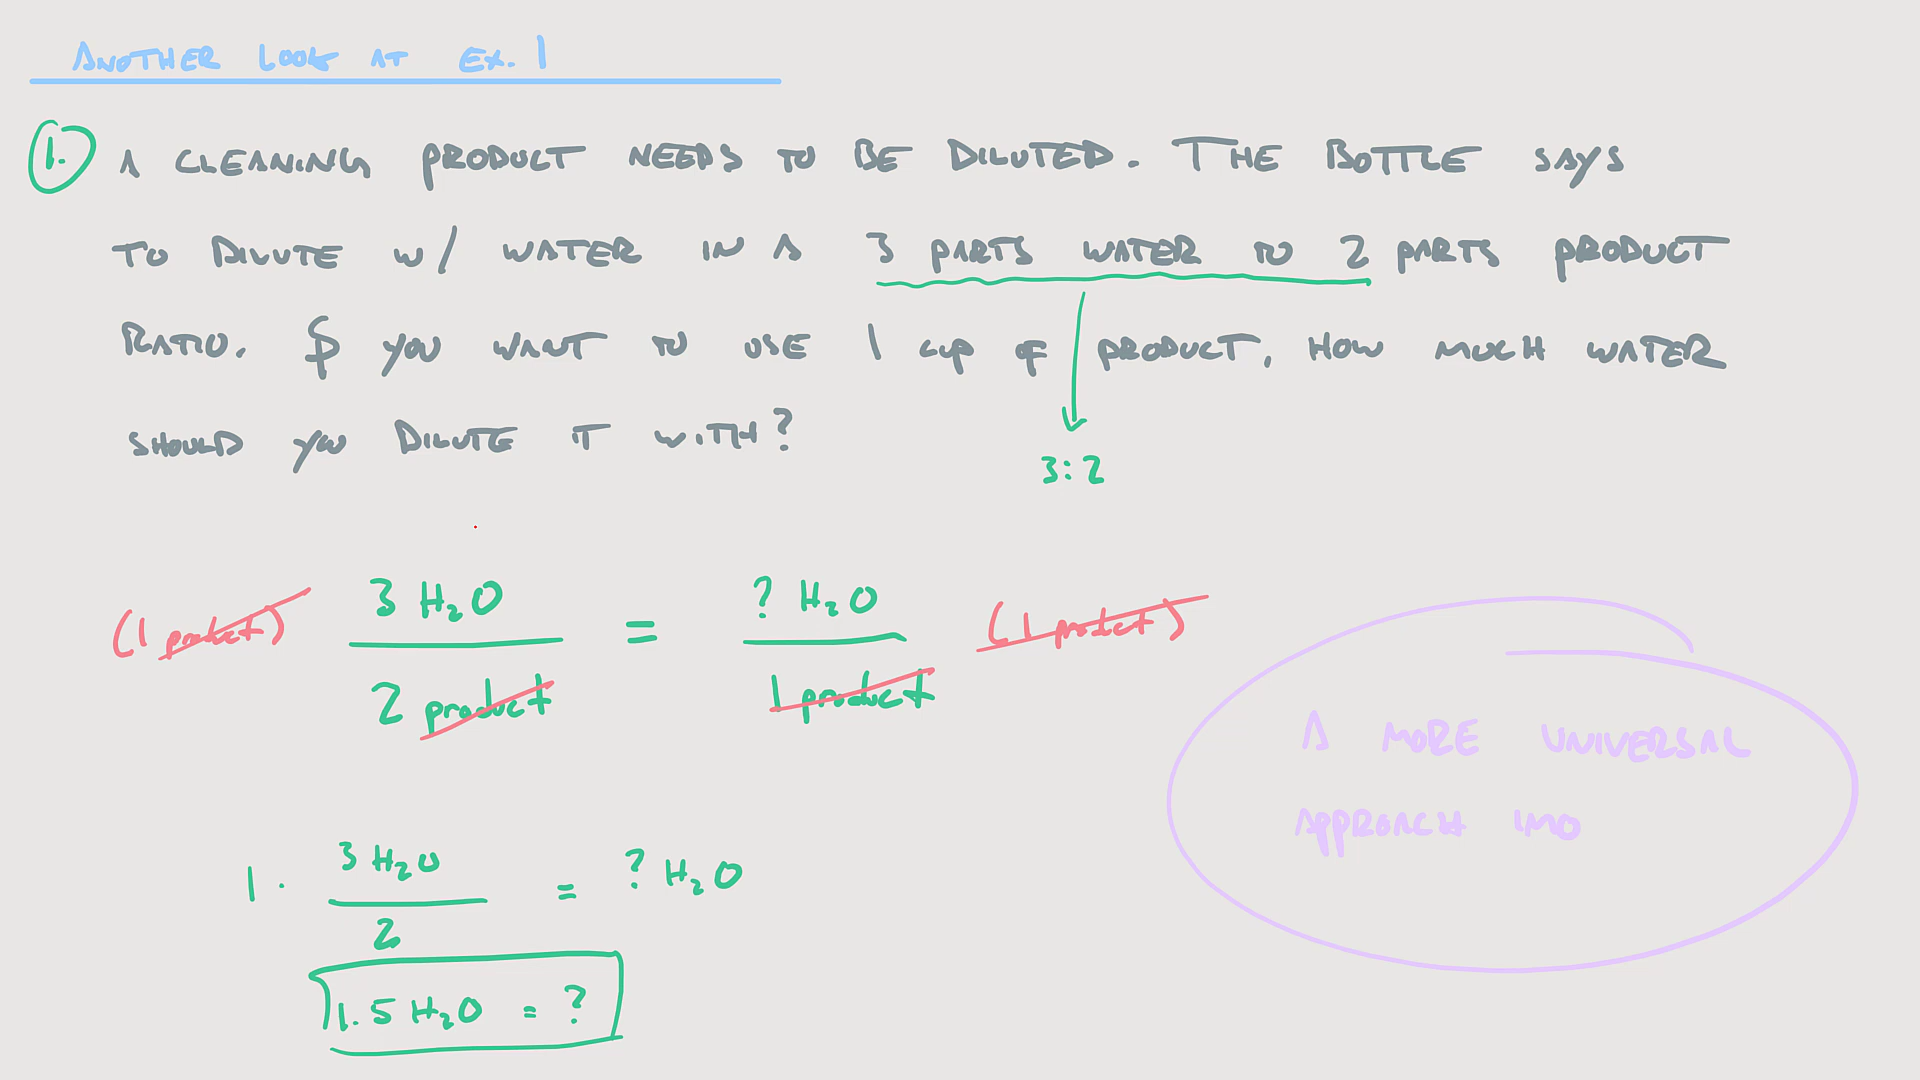 ANOTHER LOOK AT EX. 1
1. A CLEANING PRODUCT NEEDS TO BE DILUTED. THE BOTTLE SAYS
TO DILUTE W/ WATER IN A 3 PARTS WATER TO 2 PARTS PRODUCT
RATIO. IF YOU WANT TO USE 1 CUP OF PRODUCT, HOW MUCH WATER
SHOULD YOU DILUTE IT WITH?
3:2
(1 product) 3 H₂O = ? H₂O (1 product)
2 product 1 product
A MORE UNIVERSAL
APPROACH IMO
1 · 3 H₂O = ? H₂O
2
1.5 H₂O = ?